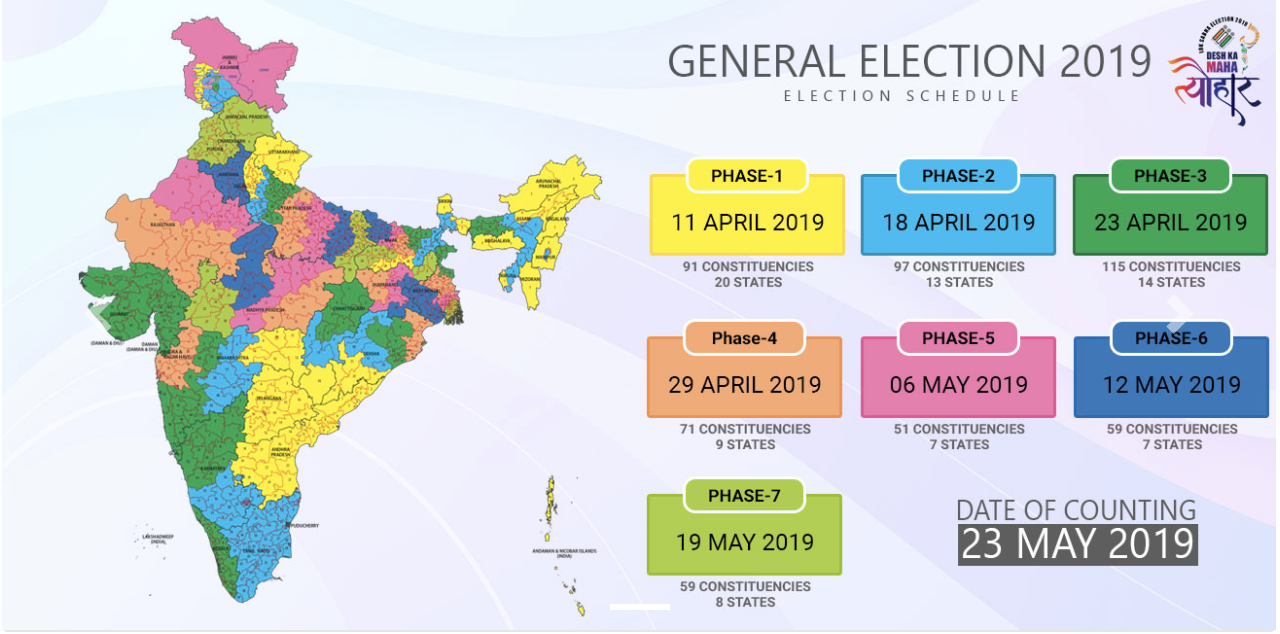 GENERAL ELECTION 2019
ELECTION SCHEDULE
LOK SABHA ELECTION 2019
DESH KA
MAHA
त्योहार
PHASE-1
11 APRIL 2019
91 CONSTITUENCIES
20 STATES
PHASE-2
18 APRIL 2019
97 CONSTITUENCIES
13 STATES
PHASE-3
23 APRIL 2019
115 CONSTITUENCIES
14 STATES
Phase-4
29 APRIL 2019
71 CONSTITUENCIES
9 STATES
PHASE-5
06 MAY 2019
51 CONSTITUENCIES
7 STATES
PHASE-6
12 MAY 2019
59 CONSTITUENCIES
7 STATES
PHASE-7
19 MAY 2019
59 CONSTITUENCIES
8 STATES
DATE OF COUNTING
23 MAY 2019
JAMMU
&
KASHMIR
HIMACHAL PRADESH
CHANDIGARH
UTTARAKHAND
HARYANA
ARUNACHAL
PRADESH
SIKKIM
ASSAM
NAGALAND
MEGHALAYA
MANIPUR
MIZORAM
RAJASTHAN
UTTAR PRADESH
BIHAR
JHARKHAND
WEST BENGAL
GUJARAT
MADHYA PRADESH
CHHATTISGARH
(DAMAN & DIU)
DAMAN
(DAMAN & DIU)
MAHARASHTRA
ODISHA
TELANGANA
ANDHRA
PRADESH
KARNATAKA
PUDUCHERRY
LAKSHADWEEP
(INDIA)
KERALA
TAMIL NADU
ANDAMAN & NICOBAR ISLANDS
(INDIA)